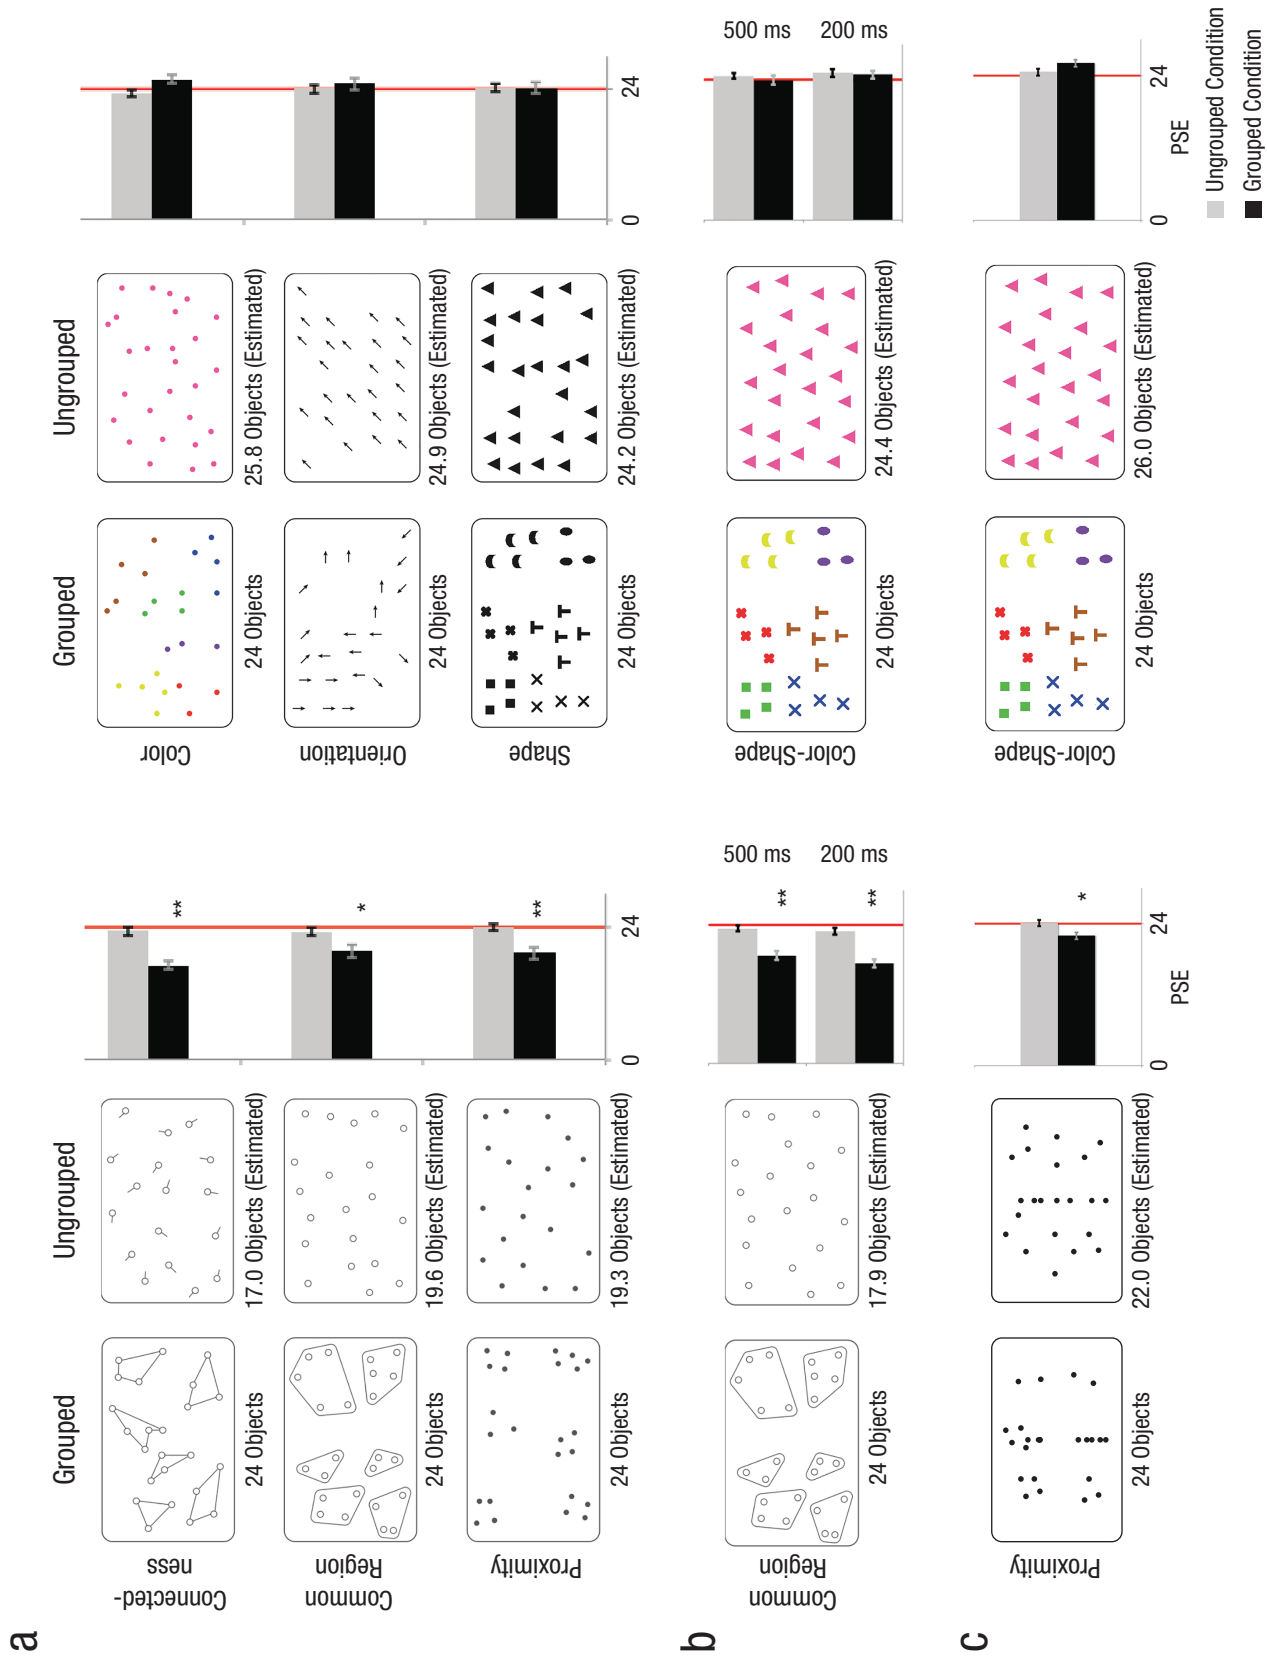 a
Grouped
Ungrouped
Connected-
ness
24 Objects
17.0 Objects (Estimated)
**
Common
Region
24 Objects
19.6 Objects (Estimated)
*
Proximity
24 Objects
19.3 Objects (Estimated)
**
0
24
Grouped
Ungrouped
Color
24 Objects
25.8 Objects (Estimated)
Orientation
24 Objects
24.9 Objects (Estimated)
Shape
24 Objects
24.2 Objects (Estimated)
0
24
b
Common
Region
24 Objects
17.9 Objects (Estimated)
500 ms
**
200 ms
**
Color-Shape
24 Objects
24.4 Objects (Estimated)
500 ms
200 ms
c
Proximity
24 Objects
22.0 Objects (Estimated)
*
0
24
PSE
Color-Shape
24 Objects
26.0 Objects (Estimated)
0
24
PSE
Ungrouped Condition
Grouped Condition